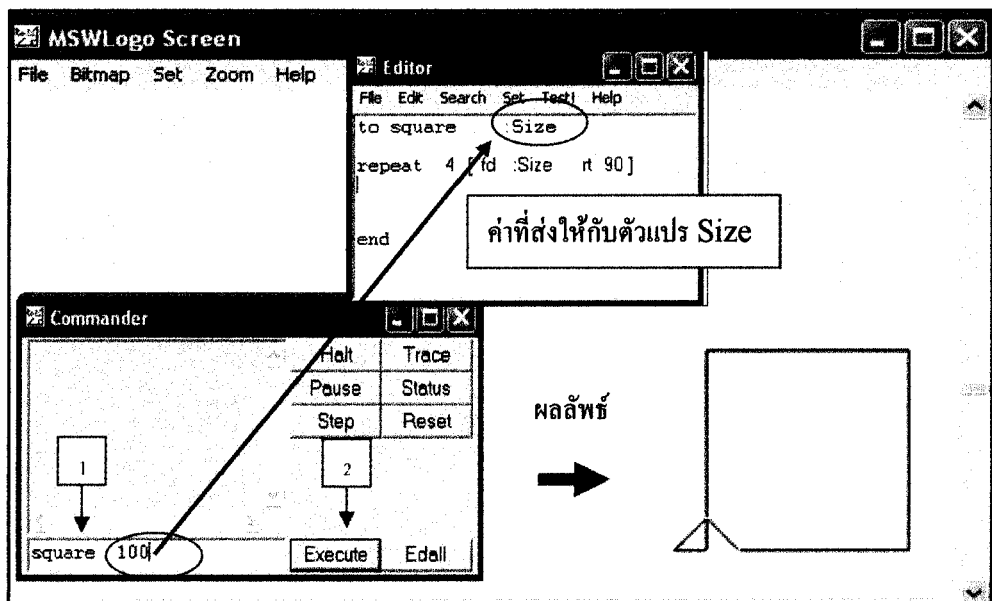 MSWLogo Screen
File Bitmap Set Zoom Help
Editor
File Edit Search Set Test! Help
to square :Size
repeat 4 [ fd :Size rt 90 ]
end
ค่าที่ส่งให้กับตัวแปร Size
Commander
Halt Trace
Pause Status
Step Reset
1
2
square 100
Execute Edall
ผลลัพธ์